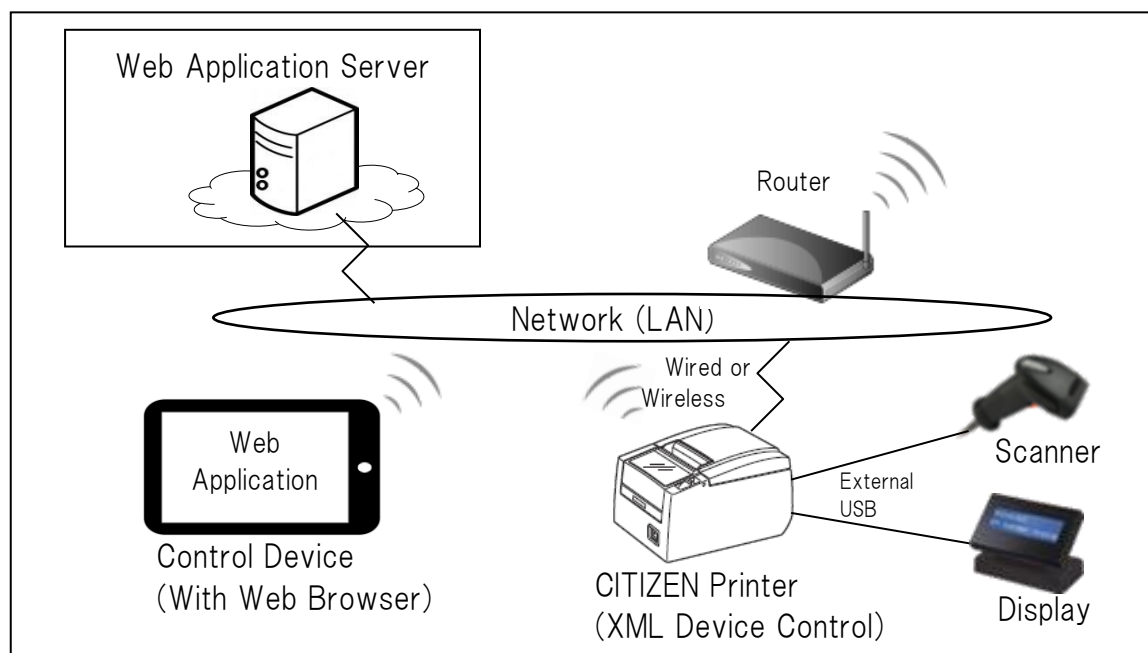 Web Application Server
Router
Network (LAN)
Wired or
Wireless
Web
Application
Scanner
External
USB
Control Device
(With Web Browser)
CITIZEN Printer
(XML Device Control)
Display